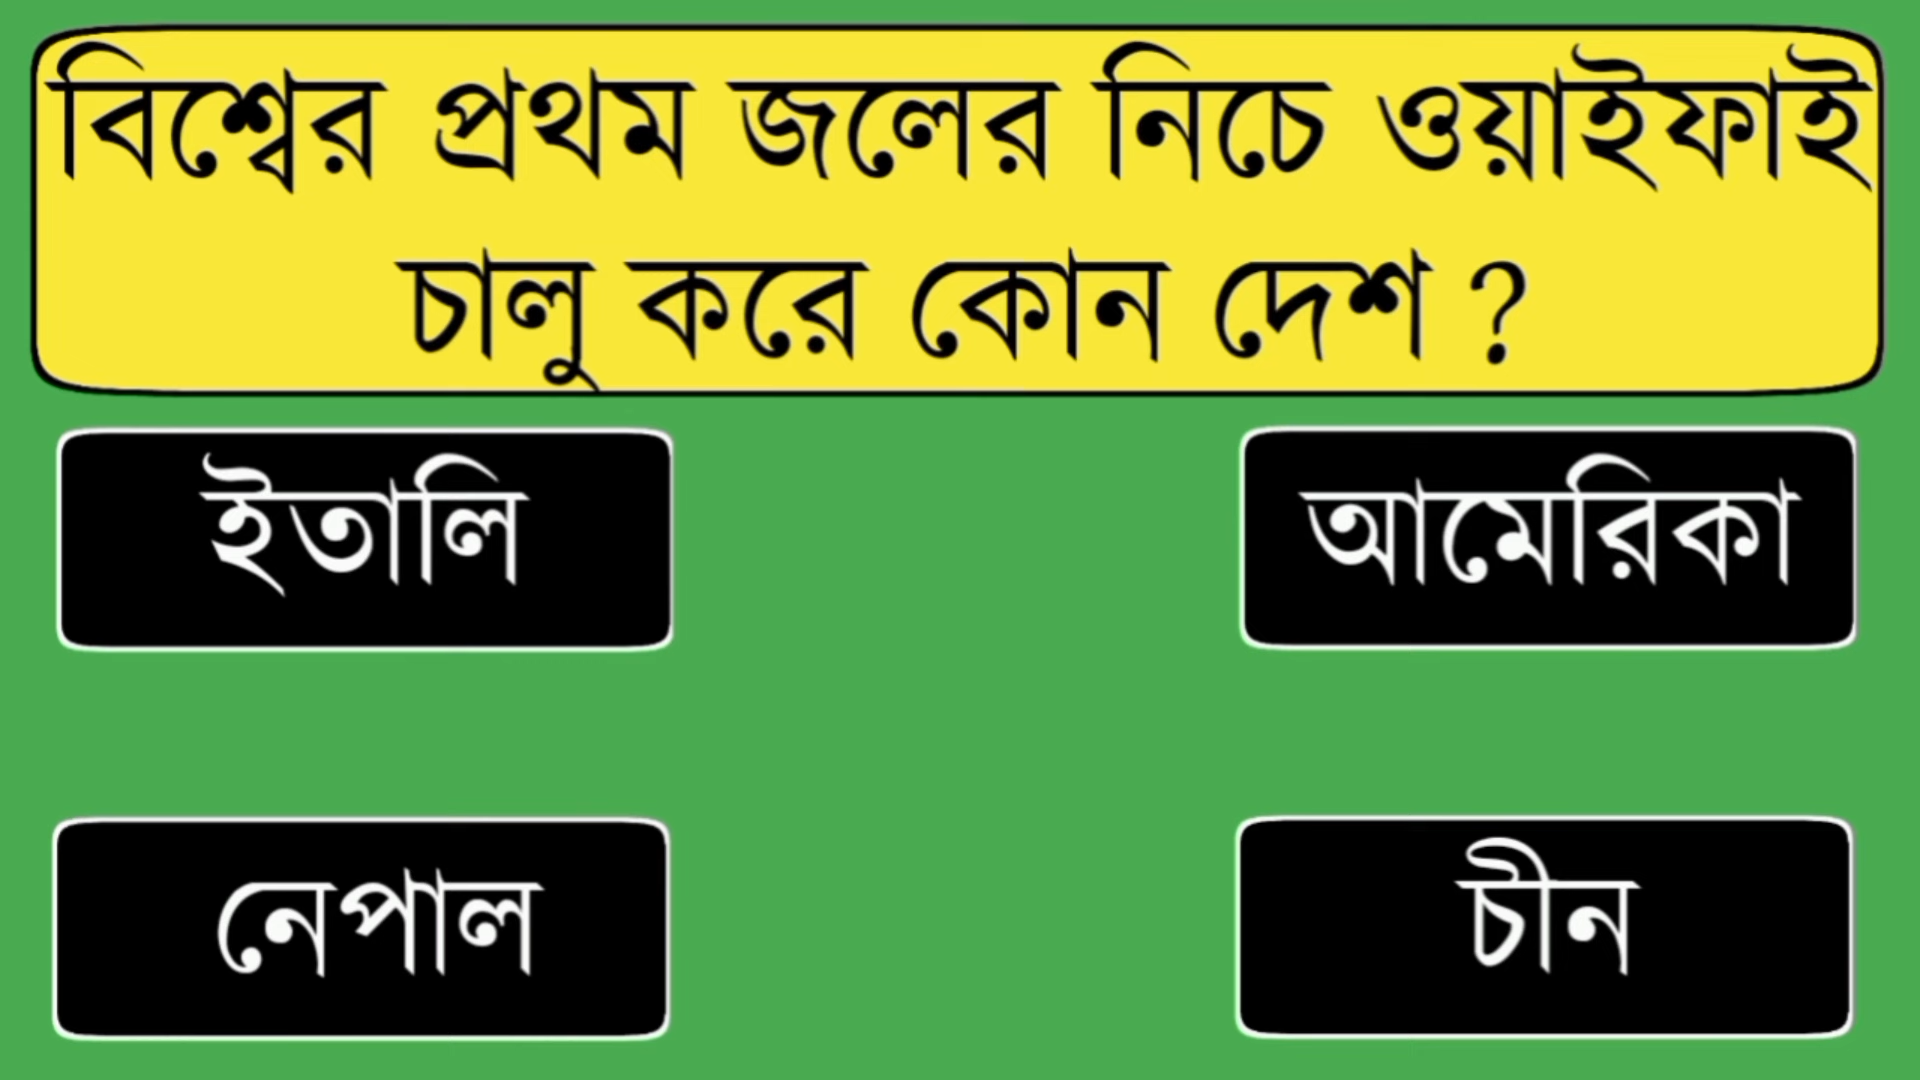 বিশ্বের প্রথম জলের নিচে ওয়াইফাই
চালু করে কোন দেশ ?
ইতালি
আমেরিকা
নেপাল
চীন